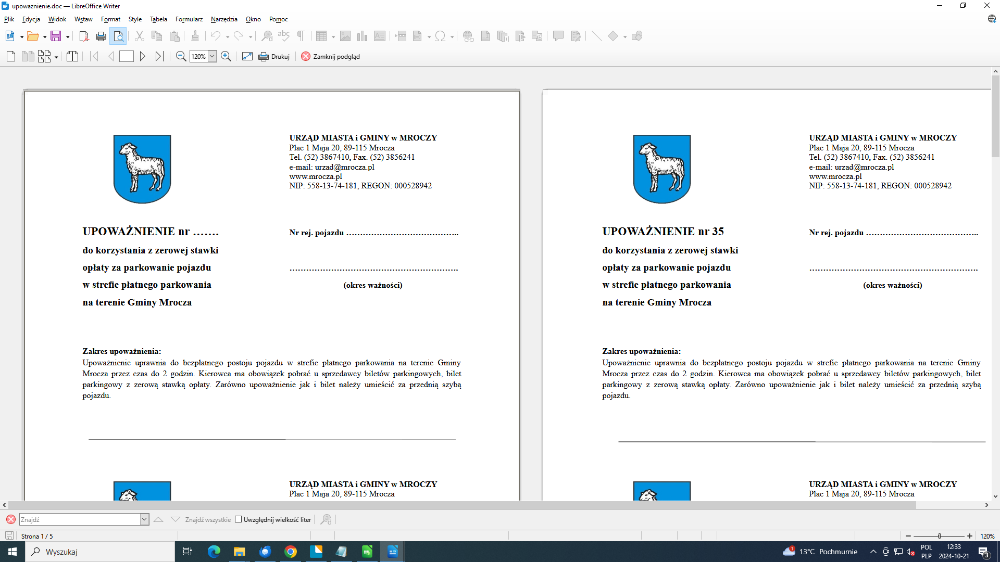 upowaznienie.doc — LibreOffice Writer
Plik Edycja Widok Wstaw Format Style Tabela Formularz Narzędzia Okno Pomoc
120% Drukuj Zamknij podgląd
URZĄD MIASTA i GMINY w MROCZY
Plac 1 Maja 20, 89-115 Mrocza
Tel. (52) 3867410, Fax. (52) 3856241
e-mail: urzad@mrocza.pl
www.mrocza.pl
NIP: 558-13-74-181, REGON: 000528942
UPOWAŻNIENIE nr …….
Nr rej. pojazdu …………………………………..
do korzystania z zerowej stawki
opłaty za parkowanie pojazdu
…………………………………………………….
w strefie płatnego parkowania
(okres ważności)
na terenie Gminy Mrocza
Zakres upoważnienia:
Upoważnienie uprawnia do bezpłatnego postoju pojazdu w strefie płatnego parkowania na terenie Gminy
Mrocza przez czas do 2 godzin. Kierowca ma obowiązek pobrać u sprzedawcy biletów parkingowych, bilet
parkingowy z zerową stawką opłaty. Zarówno upoważnienie jak i bilet należy umieścić za przednią szybą
pojazdu.
URZĄD MIASTA i GMINY w MROCZY
Plac 1 Maja 20, 89-115 Mrocza
URZĄD MIASTA i GMINY w MROCZY
Plac 1 Maja 20, 89-115 Mrocza
Tel. (52) 3867410, Fax. (52) 3856241
e-mail: urzad@mrocza.pl
www.mrocza.pl
NIP: 558-13-74-181, REGON: 000528942
UPOWAŻNIENIE nr 35
Nr rej. pojazdu …………………………………..
do korzystania z zerowej stawki
opłaty za parkowanie pojazdu
…………………………………………………….
w strefie płatnego parkowania
(okres ważności)
na terenie Gminy Mrocza
Zakres upoważnienia:
Upoważnienie uprawnia do bezpłatnego postoju pojazdu w strefie płatnego parkowania na terenie Gminy
Mrocza przez czas do 2 godzin. Kierowca ma obowiązek pobrać u sprzedawcy biletów parkingowych, bilet
parkingowy z zerową stawką opłaty. Zarówno upoważnienie jak i bilet należy umieścić za przednią szybą
pojazdu.
URZĄD MIASTA i GMINY w MROCZY
Plac 1 Maja 20, 89-115 Mrocza
Znajdź Znajdź wszystkie Uwzględnij wielkość liter
Strona 1 / 5 120%
Wyszukaj 1 13°C Pochmurnie POL 12:33
PLP 2024-10-21 3